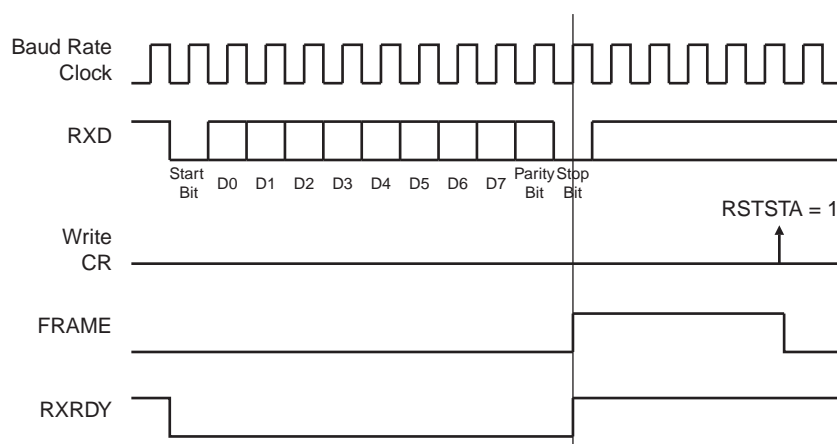 Baud Rate
Clock
RXD
Start
Bit
D0
D1
D2
D3
D4
D5
D6
D7
Parity
Bit
Stop
Bit
RSTSTA = 1
Write
CR
FRAME
RXRDY